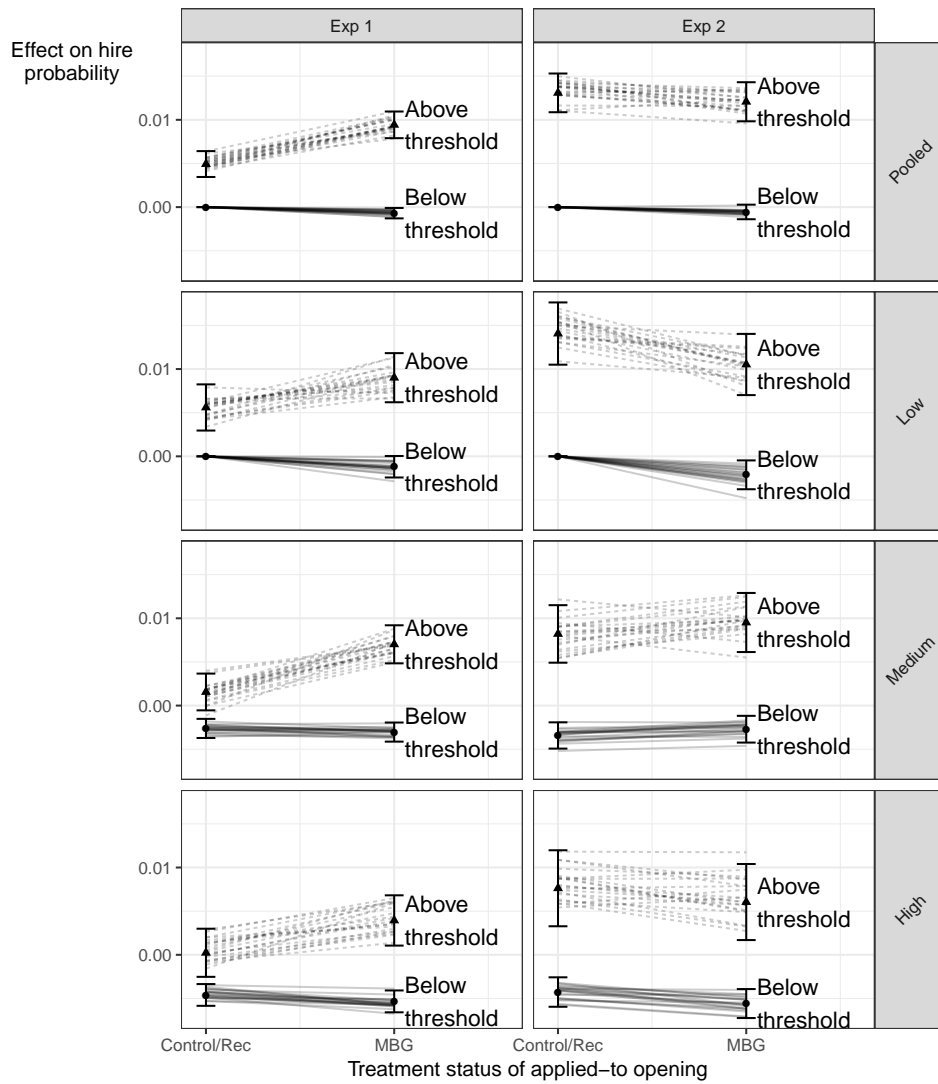 Exp 1
Exp 2
Effect on hire
probability
0.01
0.00
Above
threshold
Below
threshold
Above
threshold
Below
threshold
Pooled
0.01
0.00
Above
threshold
Below
threshold
Above
threshold
Below
threshold
Low
0.01
0.00
Above
threshold
Below
threshold
Above
threshold
Below
threshold
Medium
0.01
0.00
Above
threshold
Below
threshold
Above
threshold
Below
threshold
High
Control/Rec
MBG
Control/Rec
MBG
Treatment status of applied−to opening